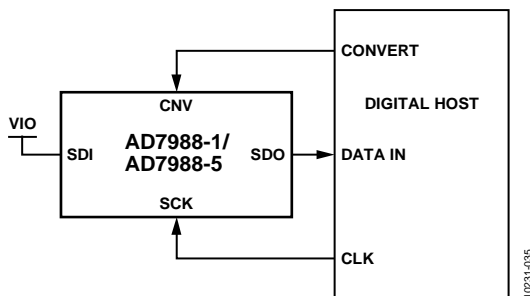 CONVERT
CNV
DIGITAL HOST
VIO
AD7988-1/
AD7988-5
SDI
SDO
DATA IN
SCK
CLK
10231-035